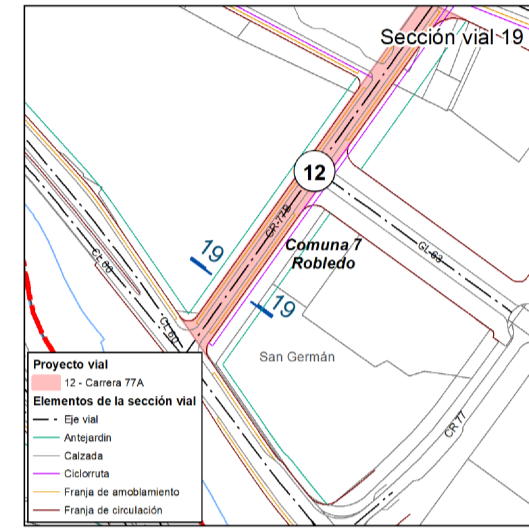 Sección vial 19
12
CR 77B
19
Comuna 7
Robledo
CL 63
CL 60
19
CL 60
San Germán
CR 77
Proyecto vial
12 - Carrera 77A
Elementos de la sección vial
Eje vial
Antejardin
Calzada
Ciclorruta
Franja de amoblamiento
Franja de circulación